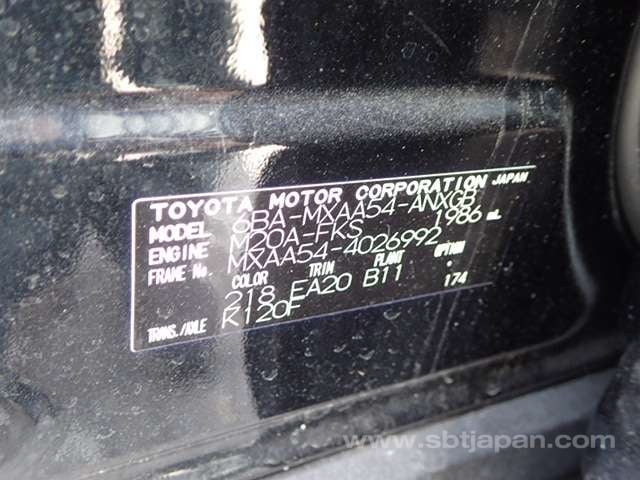 TOYOTA MOTOR CORPORATION JAPAN
MODEL 6BA-MXAA54-ANXGB
ENGINE M20A-FKS 1986 mL
FRAME No. MXAA54-4026992
COLOR TRIM PLANT OPTION
218 EA20 B11 * 174
TRANS./AXLE K120F
www.sbtjapan.com